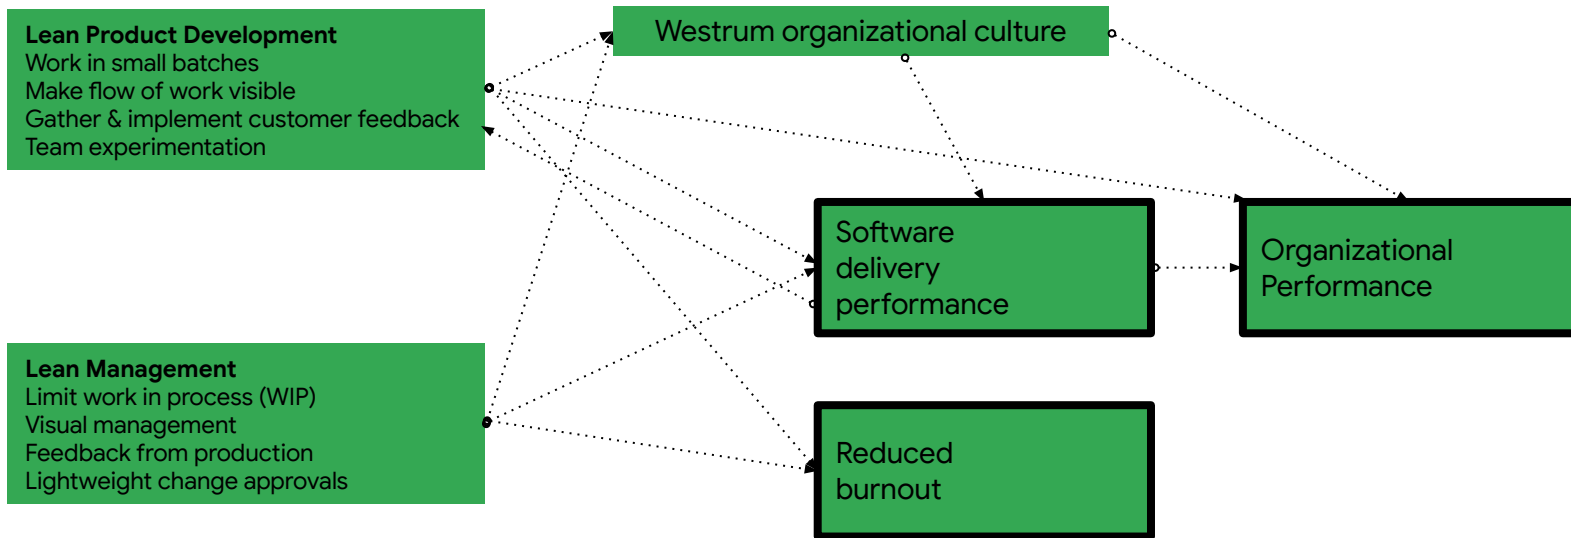 Lean Product Development
Work in small batches
Make flow of work visible
Gather & implement customer feedback
Team experimentation
Westrum organizational culture
Software
delivery
performance
Organizational
Performance
Lean Management
Limit work in process (WIP)
Visual management
Feedback from production
Lightweight change approvals
Reduced
burnout